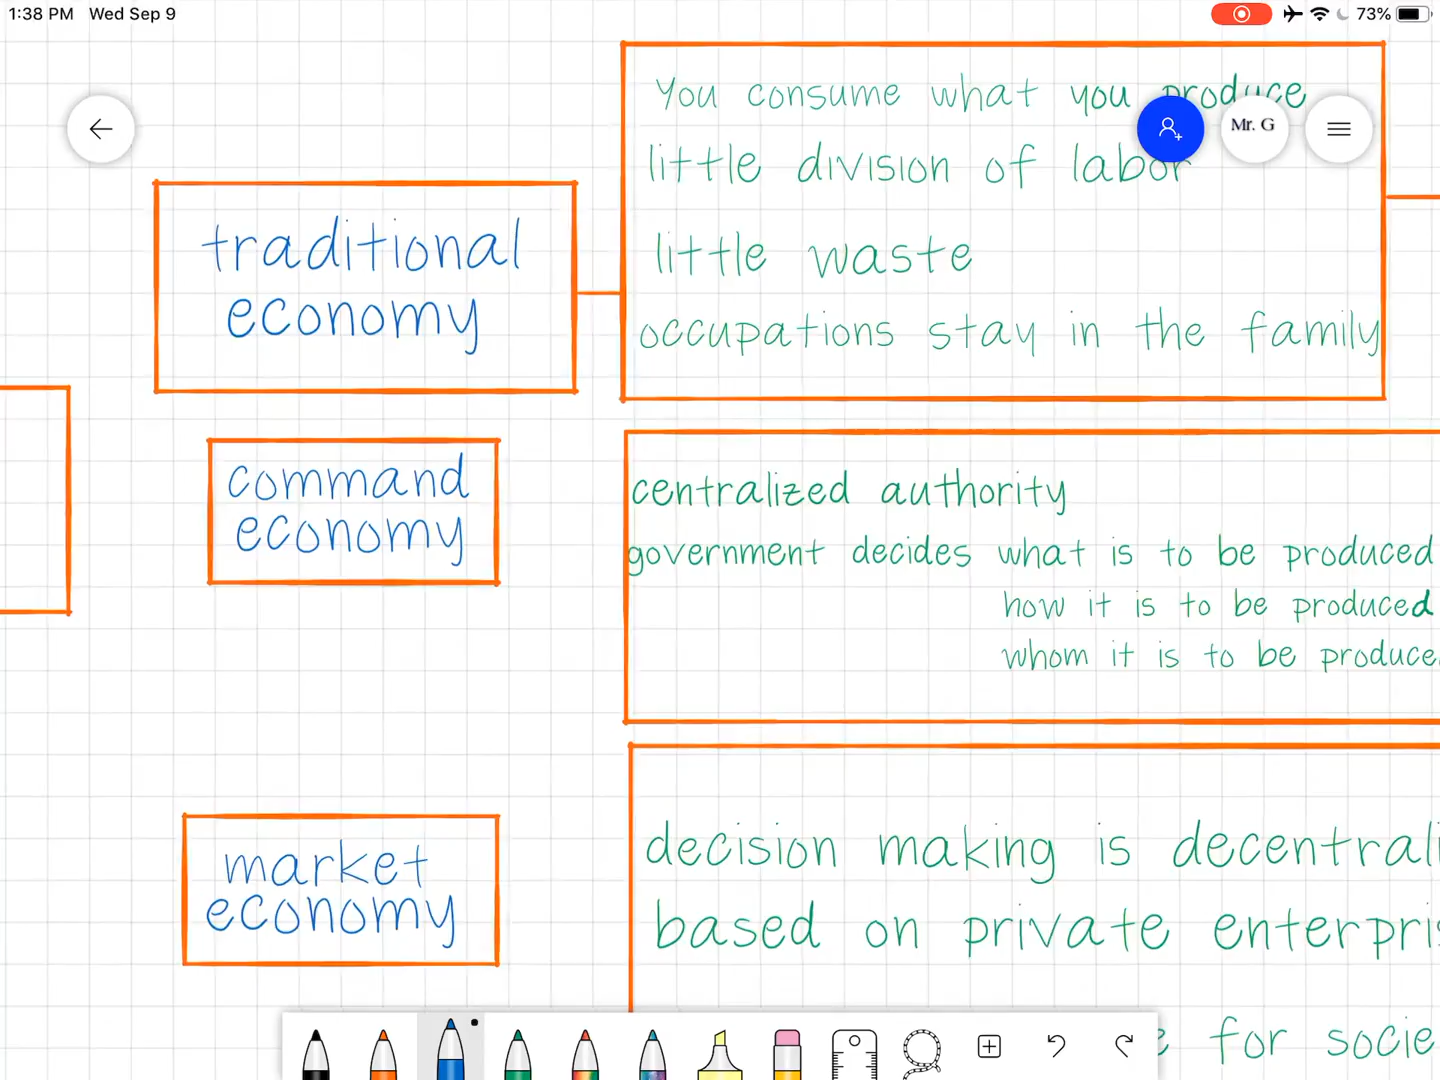 1:38 PM Wed Sep 9
73%
You consume what you produce
Mr. G
little division of labor
traditional
economy
little waste
occupations stay in the family
command
economy
centralized authority
government decides what is to be produced
how it is to be produced
whom it is to be produce
market
economy
decision making is decentrali
based on private enterpris
e for socie